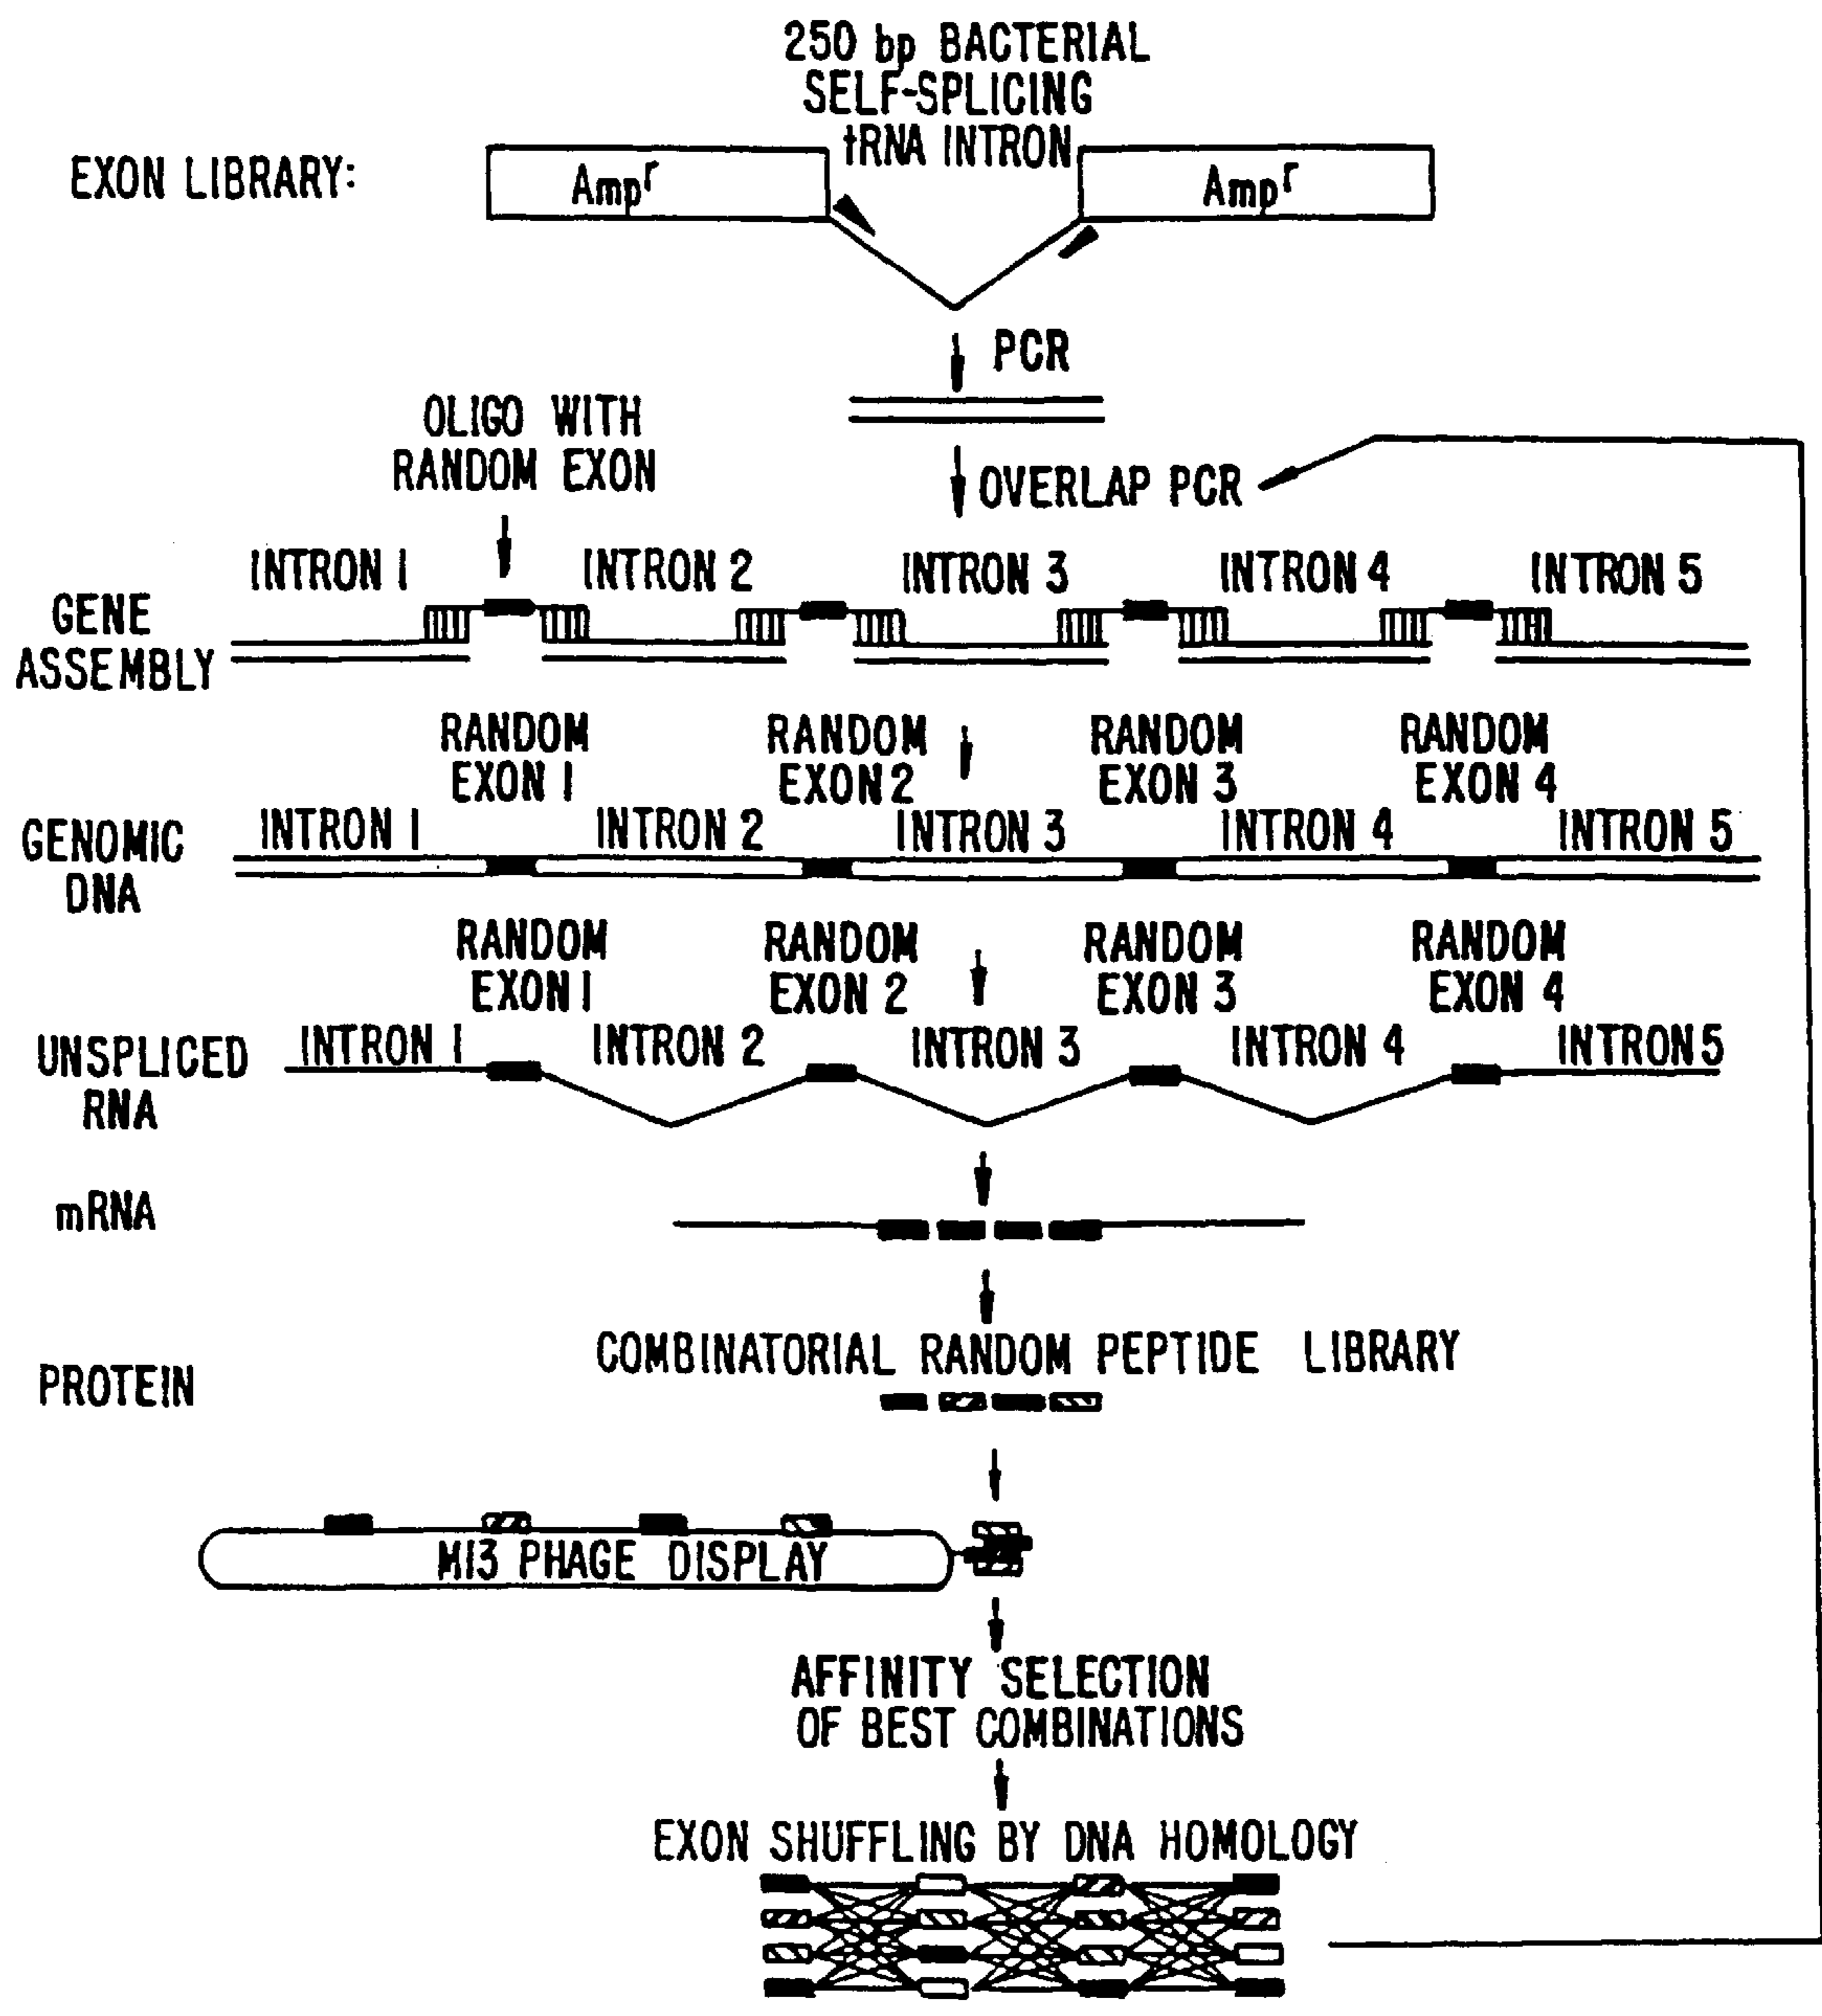 250 bp BACTERIAL
SELF-SPLICING
tRNA INTRON
EXON LIBRARY:
Ampr
Ampr
PCR
OLIGO WITH
RANDOM EXON
OVERLAP PCR
INTRON 1
INTRON 2
INTRON 3
INTRON 4
INTRON 5
GENE
ASSEMBLY
RANDOM
EXON 1
RANDOM
EXON 2
RANDOM
EXON 3
RANDOM
EXON 4
INTRON 1
INTRON 2
INTRON 3
INTRON 4
INTRON 5
GENOMIC
DNA
RANDOM
EXON 1
RANDOM
EXON 2
RANDOM
EXON 3
RANDOM
EXON 4
INTRON 1
INTRON 2
INTRON 3
INTRON 4
INTRON 5
UNSPLICED
RNA
mRNA
COMBINATORIAL RANDOM PEPTIDE LIBRARY
PROTEIN
M13 PHAGE DISPLAY
AFFINITY SELECTION
OF BEST COMBINATIONS
EXON SHUFFLING BY DNA HOMOLOGY